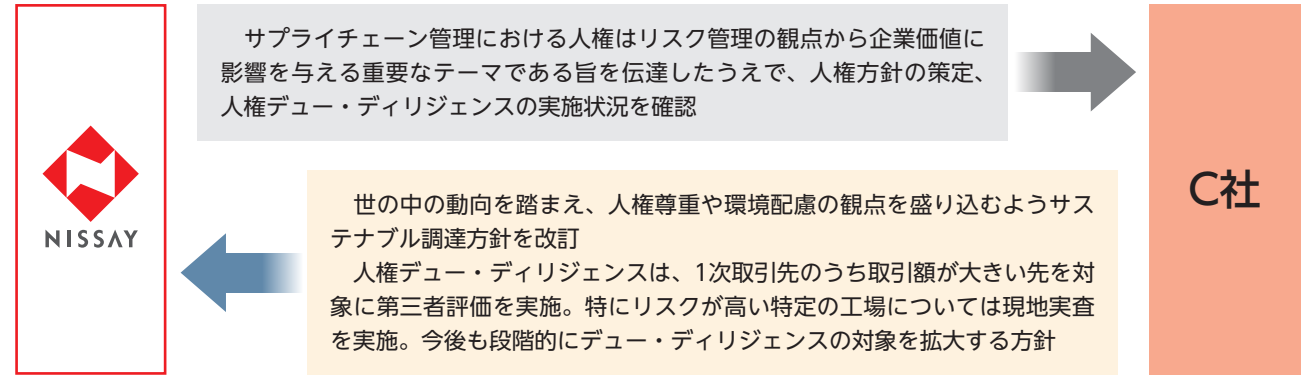 サプライチェーン管理における人権はリスク管理の観点から企業価値に
影響を与える重要なテーマである旨を伝達したうえで、人権方針の策定、
人権デュー・ディリジェンスの実施状況を確認
NISSAY
C社
世の中の動向を踏まえ、人権尊重や環境配慮の観点を盛り込むようサス
テナブル調達方針を改訂
人権デュー・ディリジェンスは、1次取引先のうち取引額が大きい先を対
象に第三者評価を実施。特にリスクが高い特定の工場については現地実査
を実施。今後も段階的にデュー・ディリジェンスの対象を拡大する方針